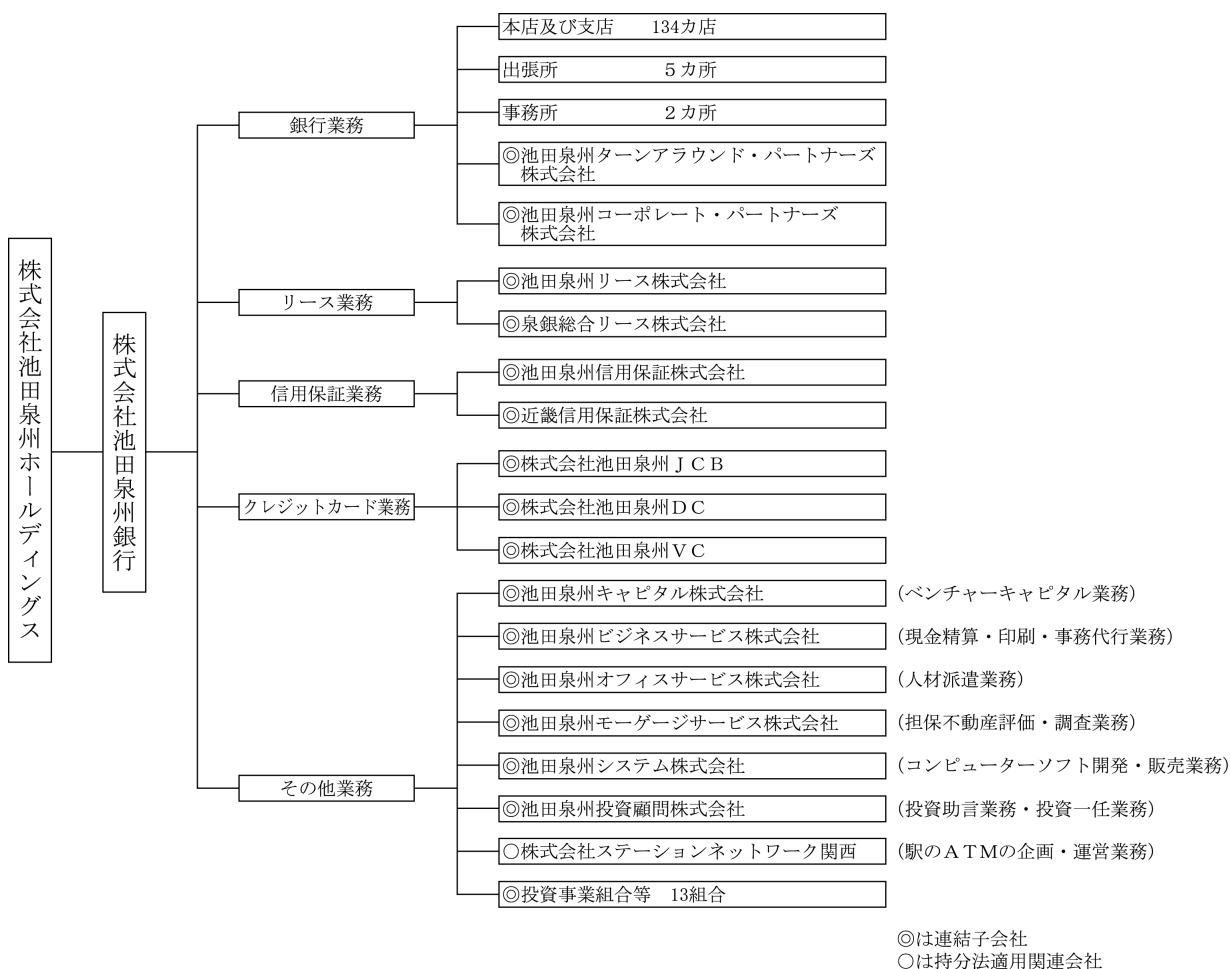 株式会社池田泉州ホールディングス
株式会社池田泉州銀行
銀行業務
本店及び支店　　134カ店
出張所　　　　　　5カ所
事務所　　　　　　2カ所
◎池田泉州ターンアラウンド・パートナーズ
株式会社
◎池田泉州コーポレート・パートナーズ
株式会社
リース業務
◎池田泉州リース株式会社
◎泉銀総合リース株式会社
信用保証業務
◎池田泉州信用保証株式会社
◎近畿信用保証株式会社
クレジットカード業務
◎株式会社池田泉州ＪＣＢ
◎株式会社池田泉州ＤＣ
◎株式会社池田泉州ＶＣ
その他業務
◎池田泉州キャピタル株式会社　（ベンチャーキャピタル業務）
◎池田泉州ビジネスサービス株式会社　（現金精算・印刷・事務代行業務）
◎池田泉州オフィスサービス株式会社　（人材派遣業務）
◎池田泉州モーゲージサービス株式会社　（担保不動産評価・調査業務）
◎池田泉州システム株式会社　（コンピューターソフト開発・販売業務）
◎池田泉州投資顧問株式会社　（投資助言業務・投資一任業務）
○株式会社ステーションネットワーク関西　（駅のＡＴＭの企画・運営業務）
◎投資事業組合等　13組合
◎は連結子会社
○は持分法適用関連会社